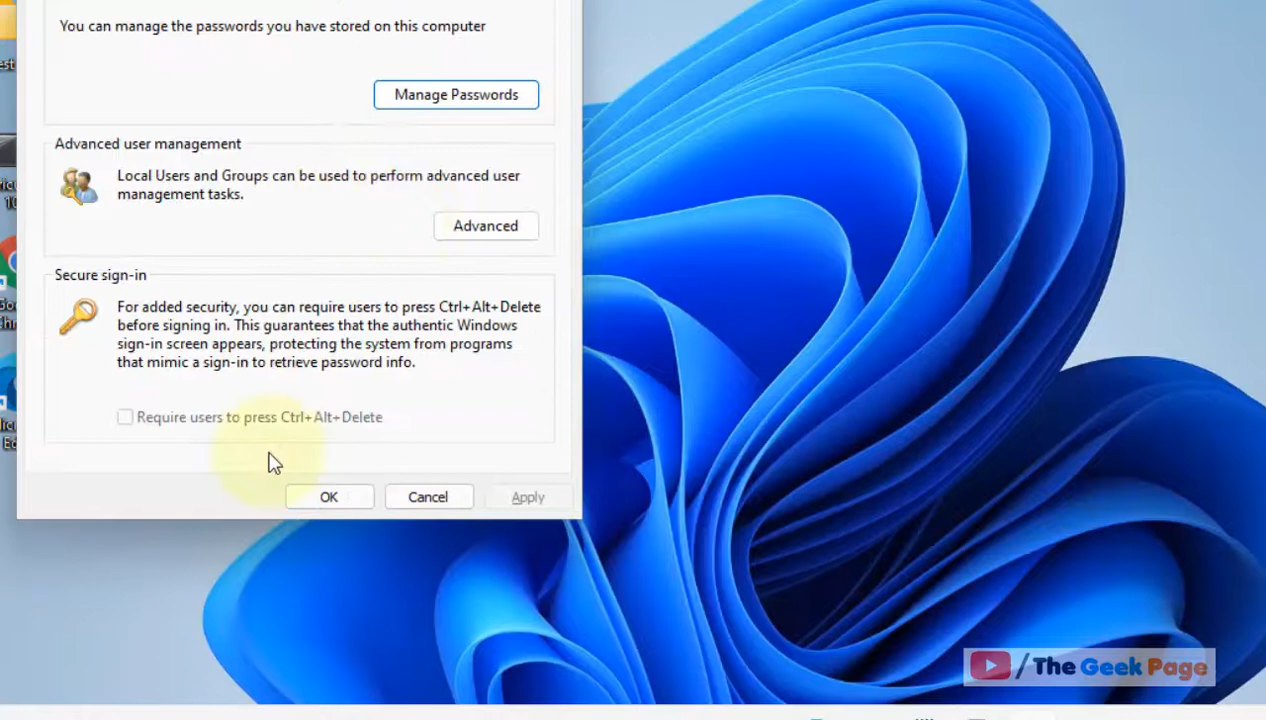 You can manage the passwords you have stored on this computer
Manage Passwords
Advanced user management
Local Users and Groups can be used to perform advanced user
management tasks.
Advanced
Secure sign-in
For added security, you can require users to press Ctrl+Alt+Delete
before signing in. This guarantees that the authentic Windows
sign-in screen appears, protecting the system from programs
that mimic a sign-in to retrieve password info.
Require users to press Ctrl+Alt+Delete
OK
Cancel
Apply
/ The Geek Page